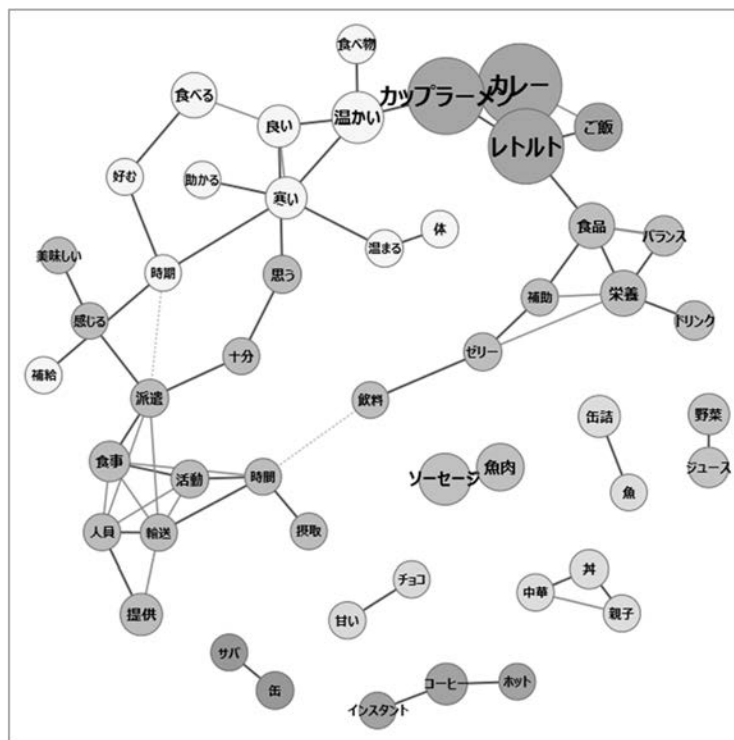 食べ物
食べる
カップラーメン
カレー
良い
温かい
レトルト
ご飯
好む
助かる
寒い
体
温まる
食品
バランス
美味しい
時期
思う
補助
栄養
感じる
ドリンク
補給
十分
ゼリー
派遣
飲料
缶詰
野菜
食事
活動
時間
ソーセージ
魚肉
ジュース
魚
人員
輸送
摂取
提供
チョコ
甘い
丼
中華
親子
サバ
缶
インスタント
コーヒー
ホット